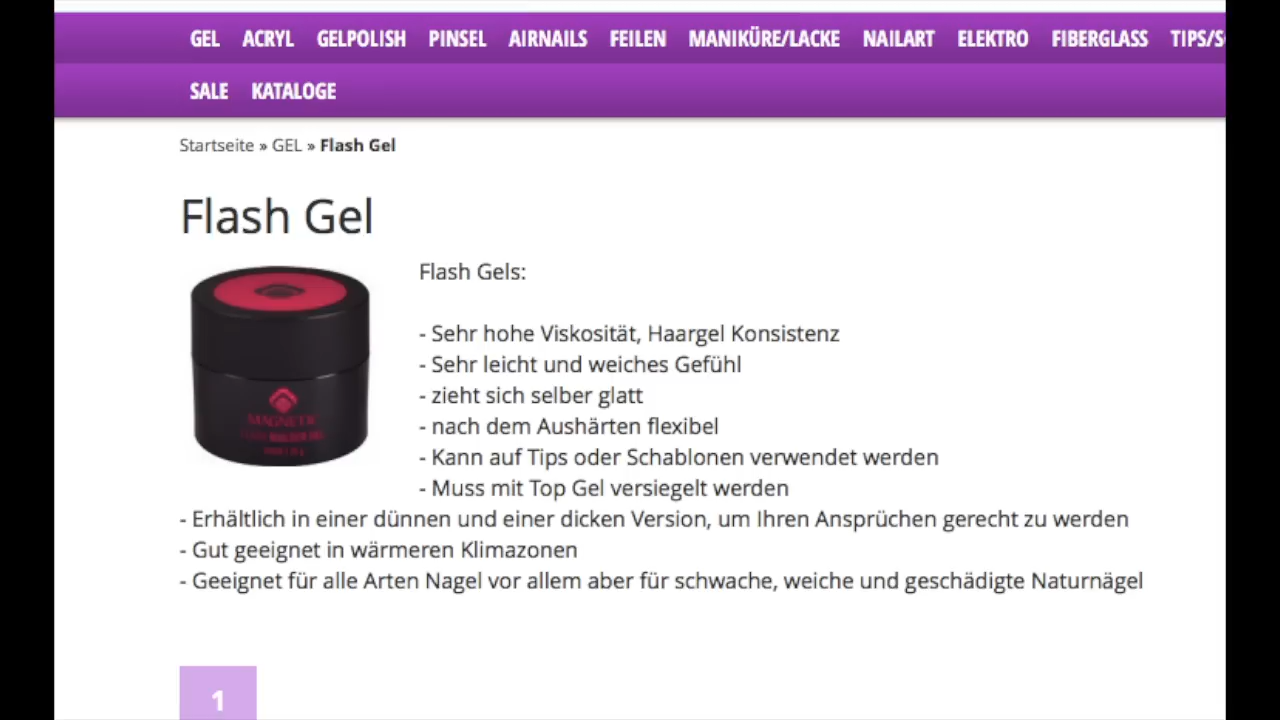 GEL ACRYL GELPOLISH PINSEL AIRNAILS FEILEN MANIKÜRE/LACKE NAILART ELEKTRO FIBERGLASS TIPS/S
SALE KATALOGE
Startseite » GEL » Flash Gel
Flash Gel
Flash Gels:
- Sehr hohe Viskosität, Haargel Konsistenz
- Sehr leicht und weiches Gefühl
- zieht sich selber glatt
- nach dem Aushärten flexibel
- Kann auf Tips oder Schablonen verwendet werden
- Muss mit Top Gel versiegelt werden
- Erhältlich in einer dünnen und einer dicken Version, um Ihren Ansprüchen gerecht zu werden
- Gut geeignet in wärmeren Klimazonen
- Geeignet für alle Arten Nagel vor allem aber für schwache, weiche und geschädigte Naturnägel
MAGNETIC
1